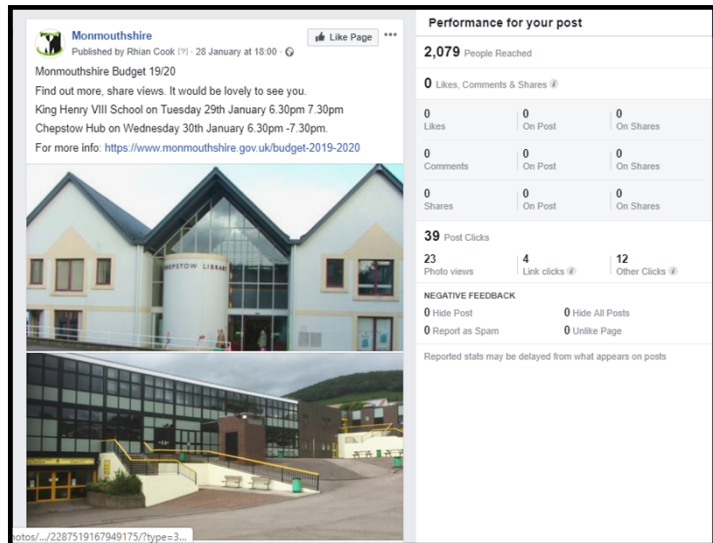 Monmouthshire
Like Page
Published by Rhian Cook [?] · 28 January at 18:00 ·
Monmouthshire Budget 19/20
Find out more, share views. It would be lovely to see you.
King Henry VIII School on Tuesday 29th January 6.30pm 7.30pm
Chepstow Hub on Wednesday 30th January 6.30pm -7.30pm.
For more info: https://www.monmouthshire.gov.uk/budget-2019-2020
CHEPSTOW LIBRARY
otos/.../2287519167949175/?type=3...
Performance for your post
2,079 People Reached
0 Likes, Comments & Shares
0 0 0
Likes On Post On Shares
0 0 0
Comments On Post On Shares
0 0 0
Shares On Post On Shares
39 Post Clicks
23 4 12
Photo views Link clicks Other Clicks
NEGATIVE FEEDBACK
0 Hide Post 0 Hide All Posts
0 Report as Spam 0 Unlike Page
Reported stats may be delayed from what appears on posts